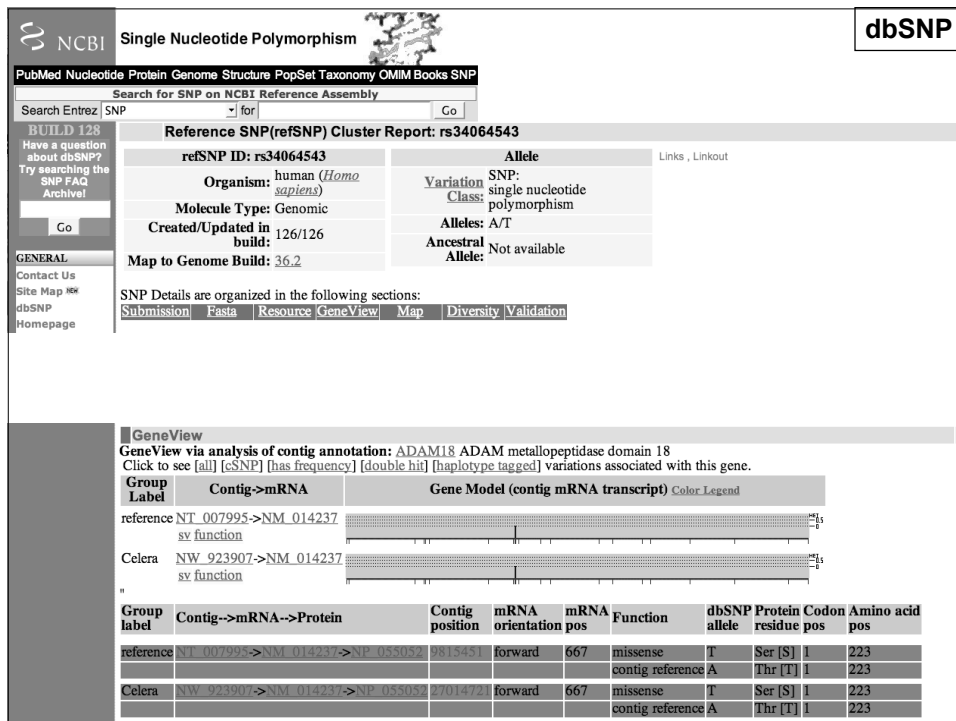 dbSNP
NCBI
Single Nucleotide Polymorphism
PubMed Nucleotide Protein Genome Structure PopSet Taxonomy OMIM Books SNP
Search for SNP on NCBI Reference Assembly
Search Entrez SNP for Go
BUILD 128
Have a question
about dbSNP?
Try searching the
SNP FAQ
Archive!
Go
GENERAL
Contact Us
Site Map NEW
dbSNP
Homepage
Reference SNP(refSNP) Cluster Report: rs34064543
refSNP ID: rs34064543
Organism: human (Homo
sapiens)
Molecule Type: Genomic
Created/Updated in
build: 126/126
Map to Genome Build: 36.2
Allele
Variation
Class: SNP:
single nucleotide
polymorphism
Alleles: A/T
Ancestral
Allele: Not available
Links , Linkout
SNP Details are organized in the following sections:
Submission Fasta Resource GeneView Map Diversity Validation
GeneView
GeneView via analysis of contig annotation: ADAM18 ADAM metallopeptidase domain 18
Click to see [all] [cSNP] [has frequency] [double hit] [haplotype tagged] variations associated with this gene.
Group
Label Contig->mRNA Gene Model (contig mRNA transcript) Color Legend
reference NT_007995->NM_014237
sv function
HET
0.5
0
Celera NW_923907->NM_014237
sv function
HET
0.5
0
"
Group
label Contig-->mRNA-->Protein Contig
position mRNA
orientation mRNA
pos Function dbSNP
allele Protein
residue Codon
pos Amino acid
pos
reference NT_007995->NM_014237->NP_055052 9815451 forward 667 missense T Ser [S] 1 223
contig reference A Thr [T] 1 223
Celera NW_923907->NM_014237->NP_055052 27014721 forward 667 missense T Ser [S] 1 223
contig reference A Thr [T] 1 223